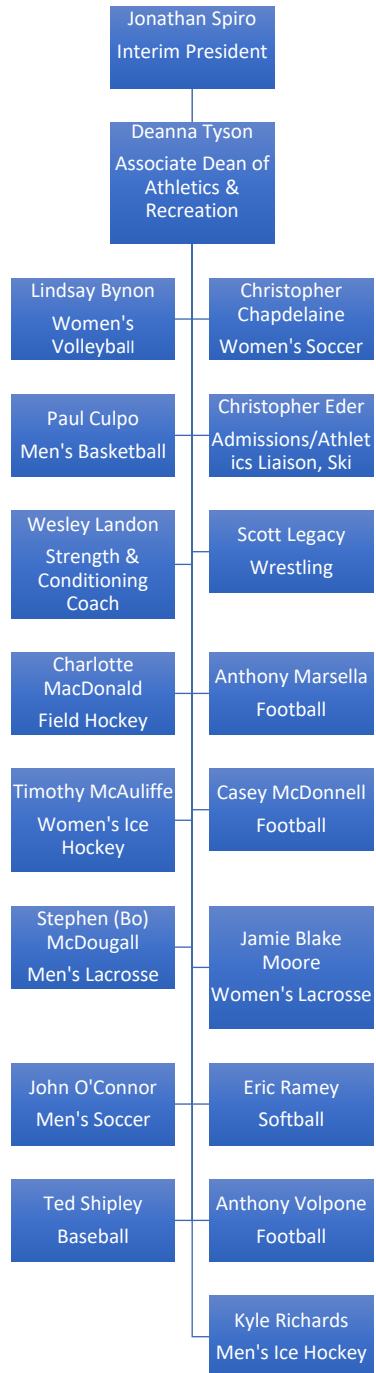 Jonathan Spiro
Interim President
Deanna Tyson
Associate Dean of
Athletics &
Recreation
Lindsay Bynon
Women's
Volleyball
Christopher
Chapdelaine
Women's Soccer
Paul Culpo
Men's Basketball
Christopher Eder
Admissions/Athlet
ics Liaison, Ski
Wesley Landon
Strength &
Conditioning
Coach
Scott Legacy
Wrestling
Charlotte
MacDonald
Field Hockey
Anthony Marsella
Football
Timothy McAuliffe
Women's Ice
Hockey
Casey McDonnell
Football
Stephen (Bo)
McDougall
Men's Lacrosse
Jamie Blake
Moore
Women's Lacrosse
John O'Connor
Men's Soccer
Eric Ramey
Softball
Ted Shipley
Baseball
Anthony Volpone
Football
Kyle Richards
Men's Ice Hockey